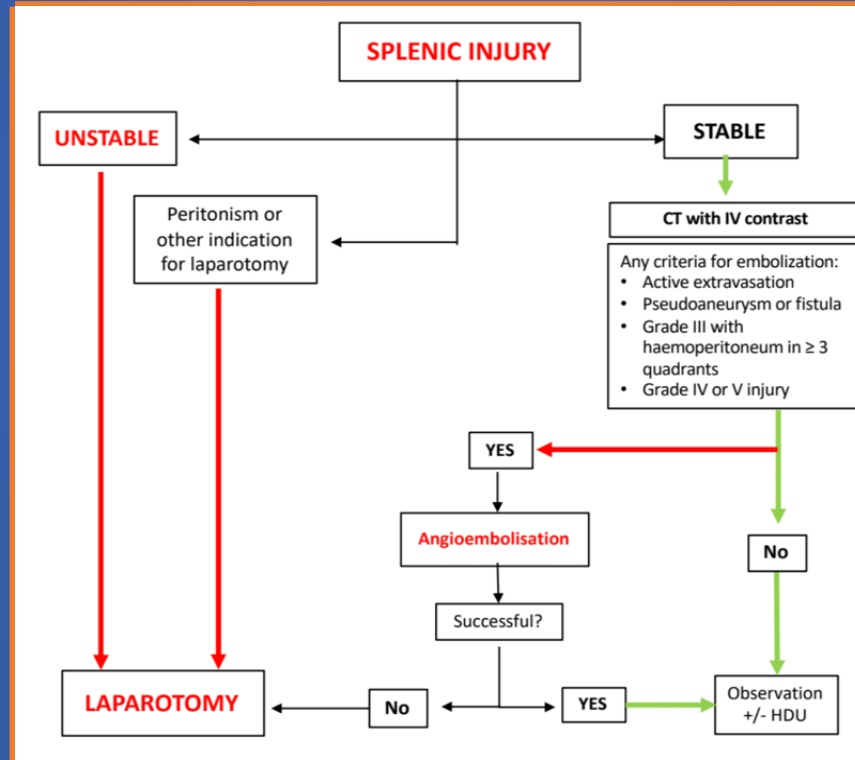 SPLENIC INJURY
UNSTABLE
STABLE
Peritonism or
other indication
for laparotomy
CT with IV contrast
Any criteria for embolization:
• Active extravasation
• Pseudoaneurysm or fistula
• Grade III with
haemoperitoneum in ≥ 3
quadrants
• Grade IV or V injury
YES
Angioembolisation
No
Successful?
LAPAROTOMY
No
YES
Observation
+/- HDU